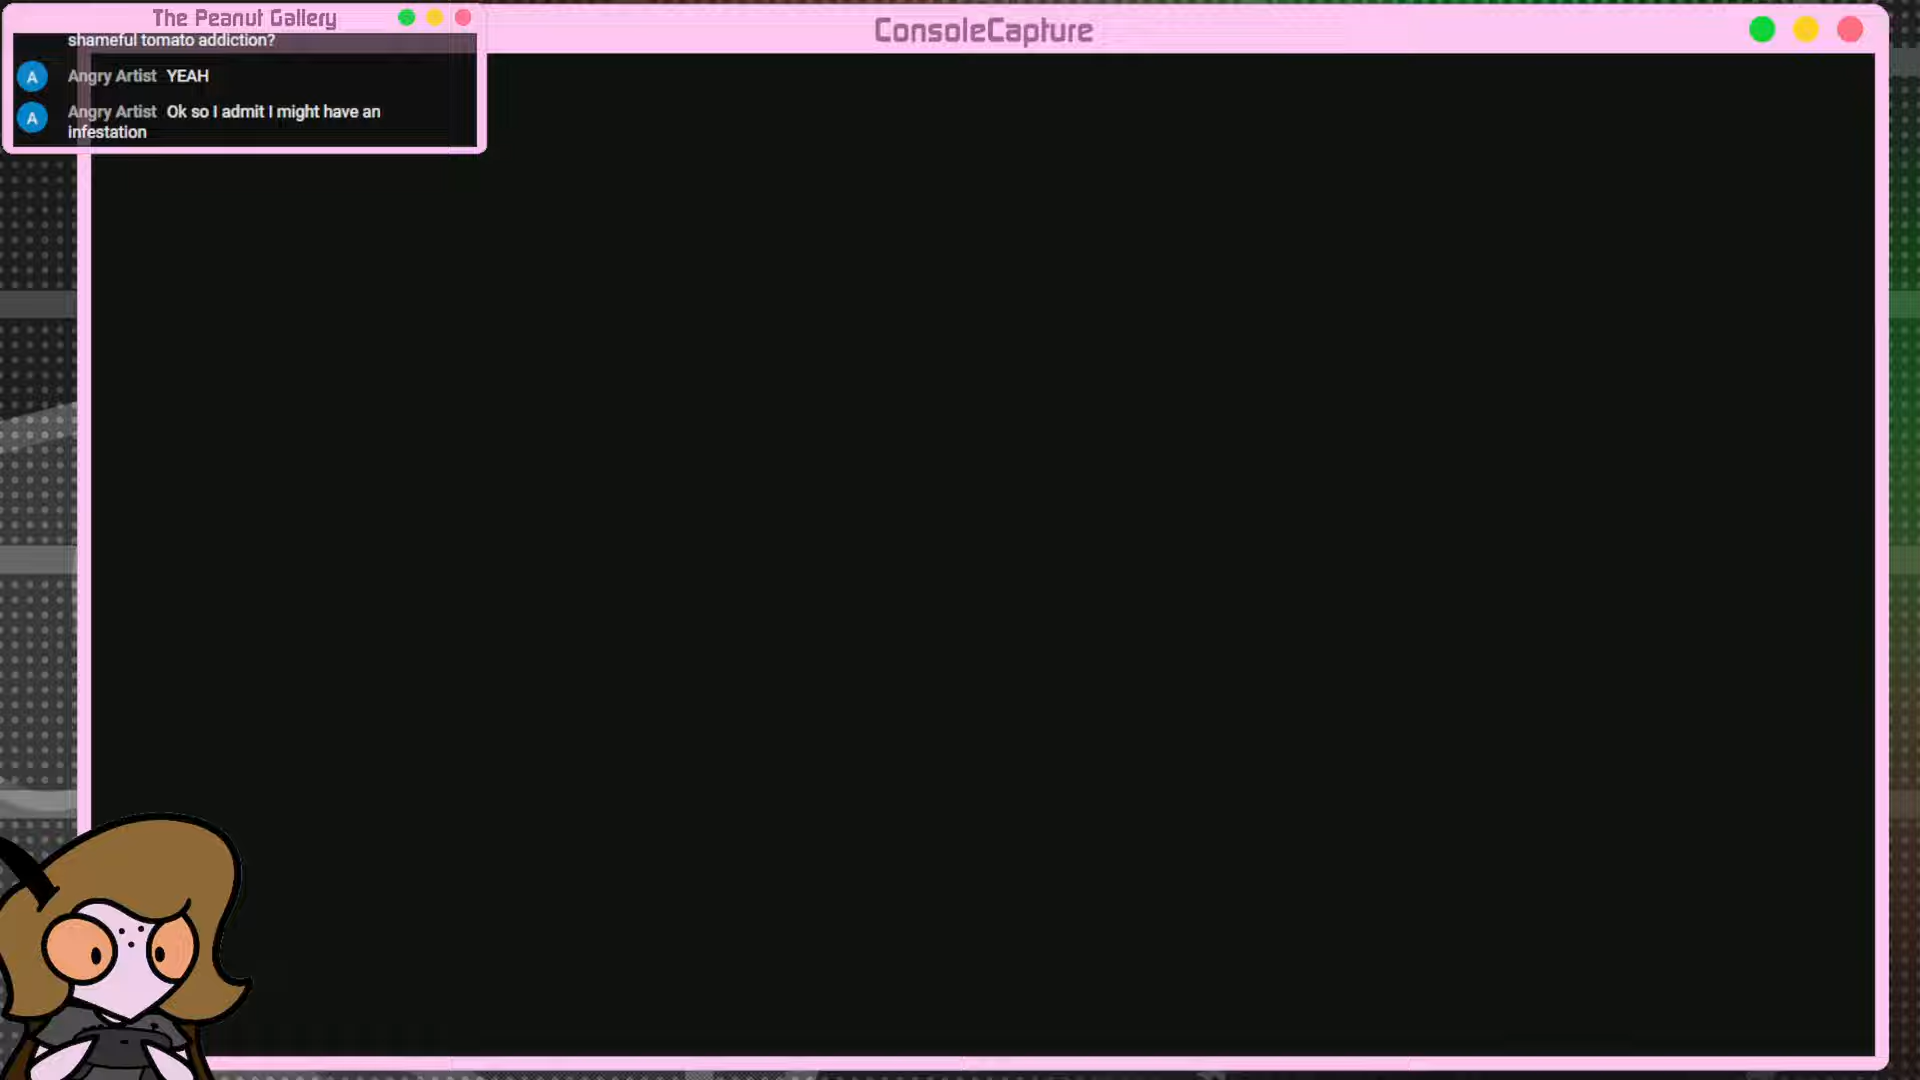 The Peanut Gallery
ConsoleCapture
shameful tomato addiction?
A Angry Artist YEAH
A Angry Artist Ok so I admit I might have an
infestation